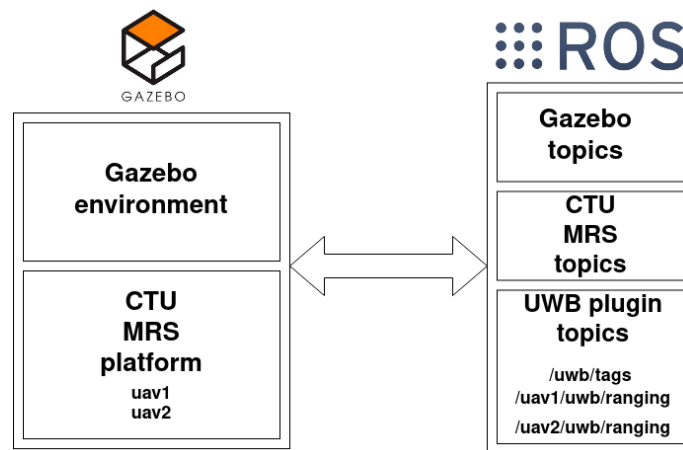 GAZEBO
Gazebo
environment
CTU
MRS
platform
uav1
uav2
ROS
Gazebo
topics
CTU
MRS
topics
UWB plugin
topics
/uwb/tags
/uav1/uwb/ranging
/uav2/uwb/ranging